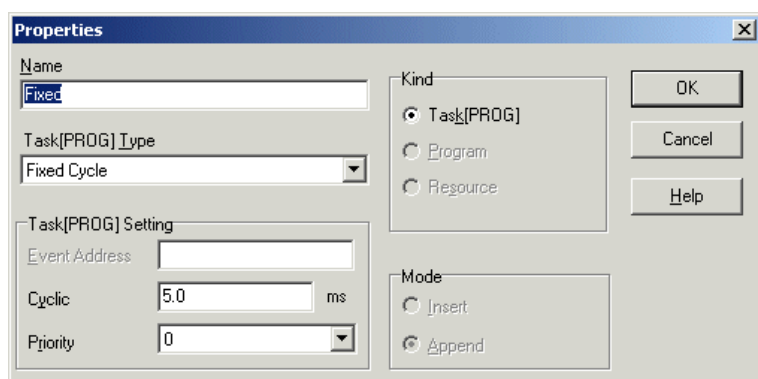 Properties
Name
Fixed
Task[PROG] Type
Fixed Cycle
Task[PROG] Setting
Event Address
Cyclic 5.0 ms
Priority 0
Kind
Task[PROG]
Program
Resource
Mode
Insert
Append
OK
Cancel
Help